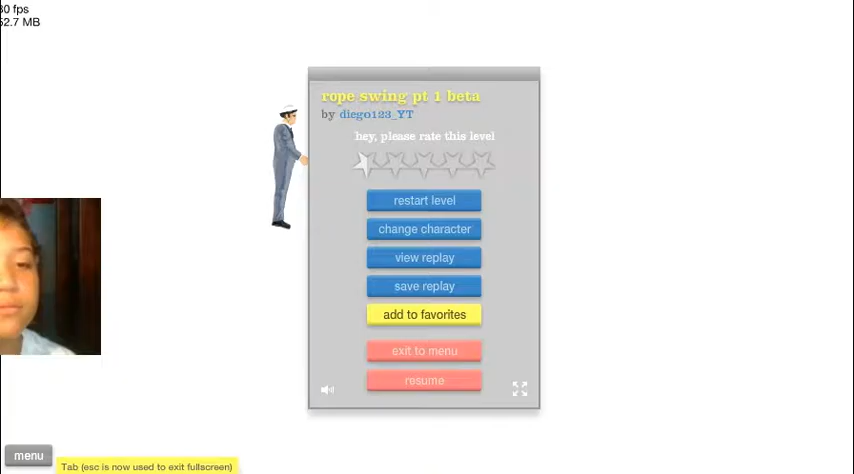 30 fps
52.7 MB
rope swing pt 1 beta
by diego123_YT
hey, please rate this level
restart level
change character
view replay
save replay
add to favorites
exit to menu
resume
menu
Tab (esc is now used to exit fullscreen)